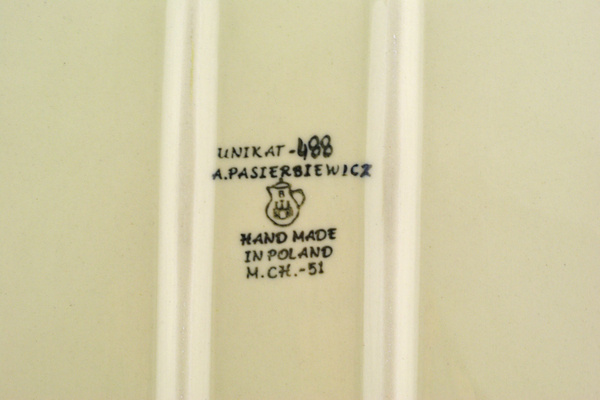 UNIKAT-488
A.PASIERBIEWICZ
B
HAND MADE
IN POLAND
M.CH.-51